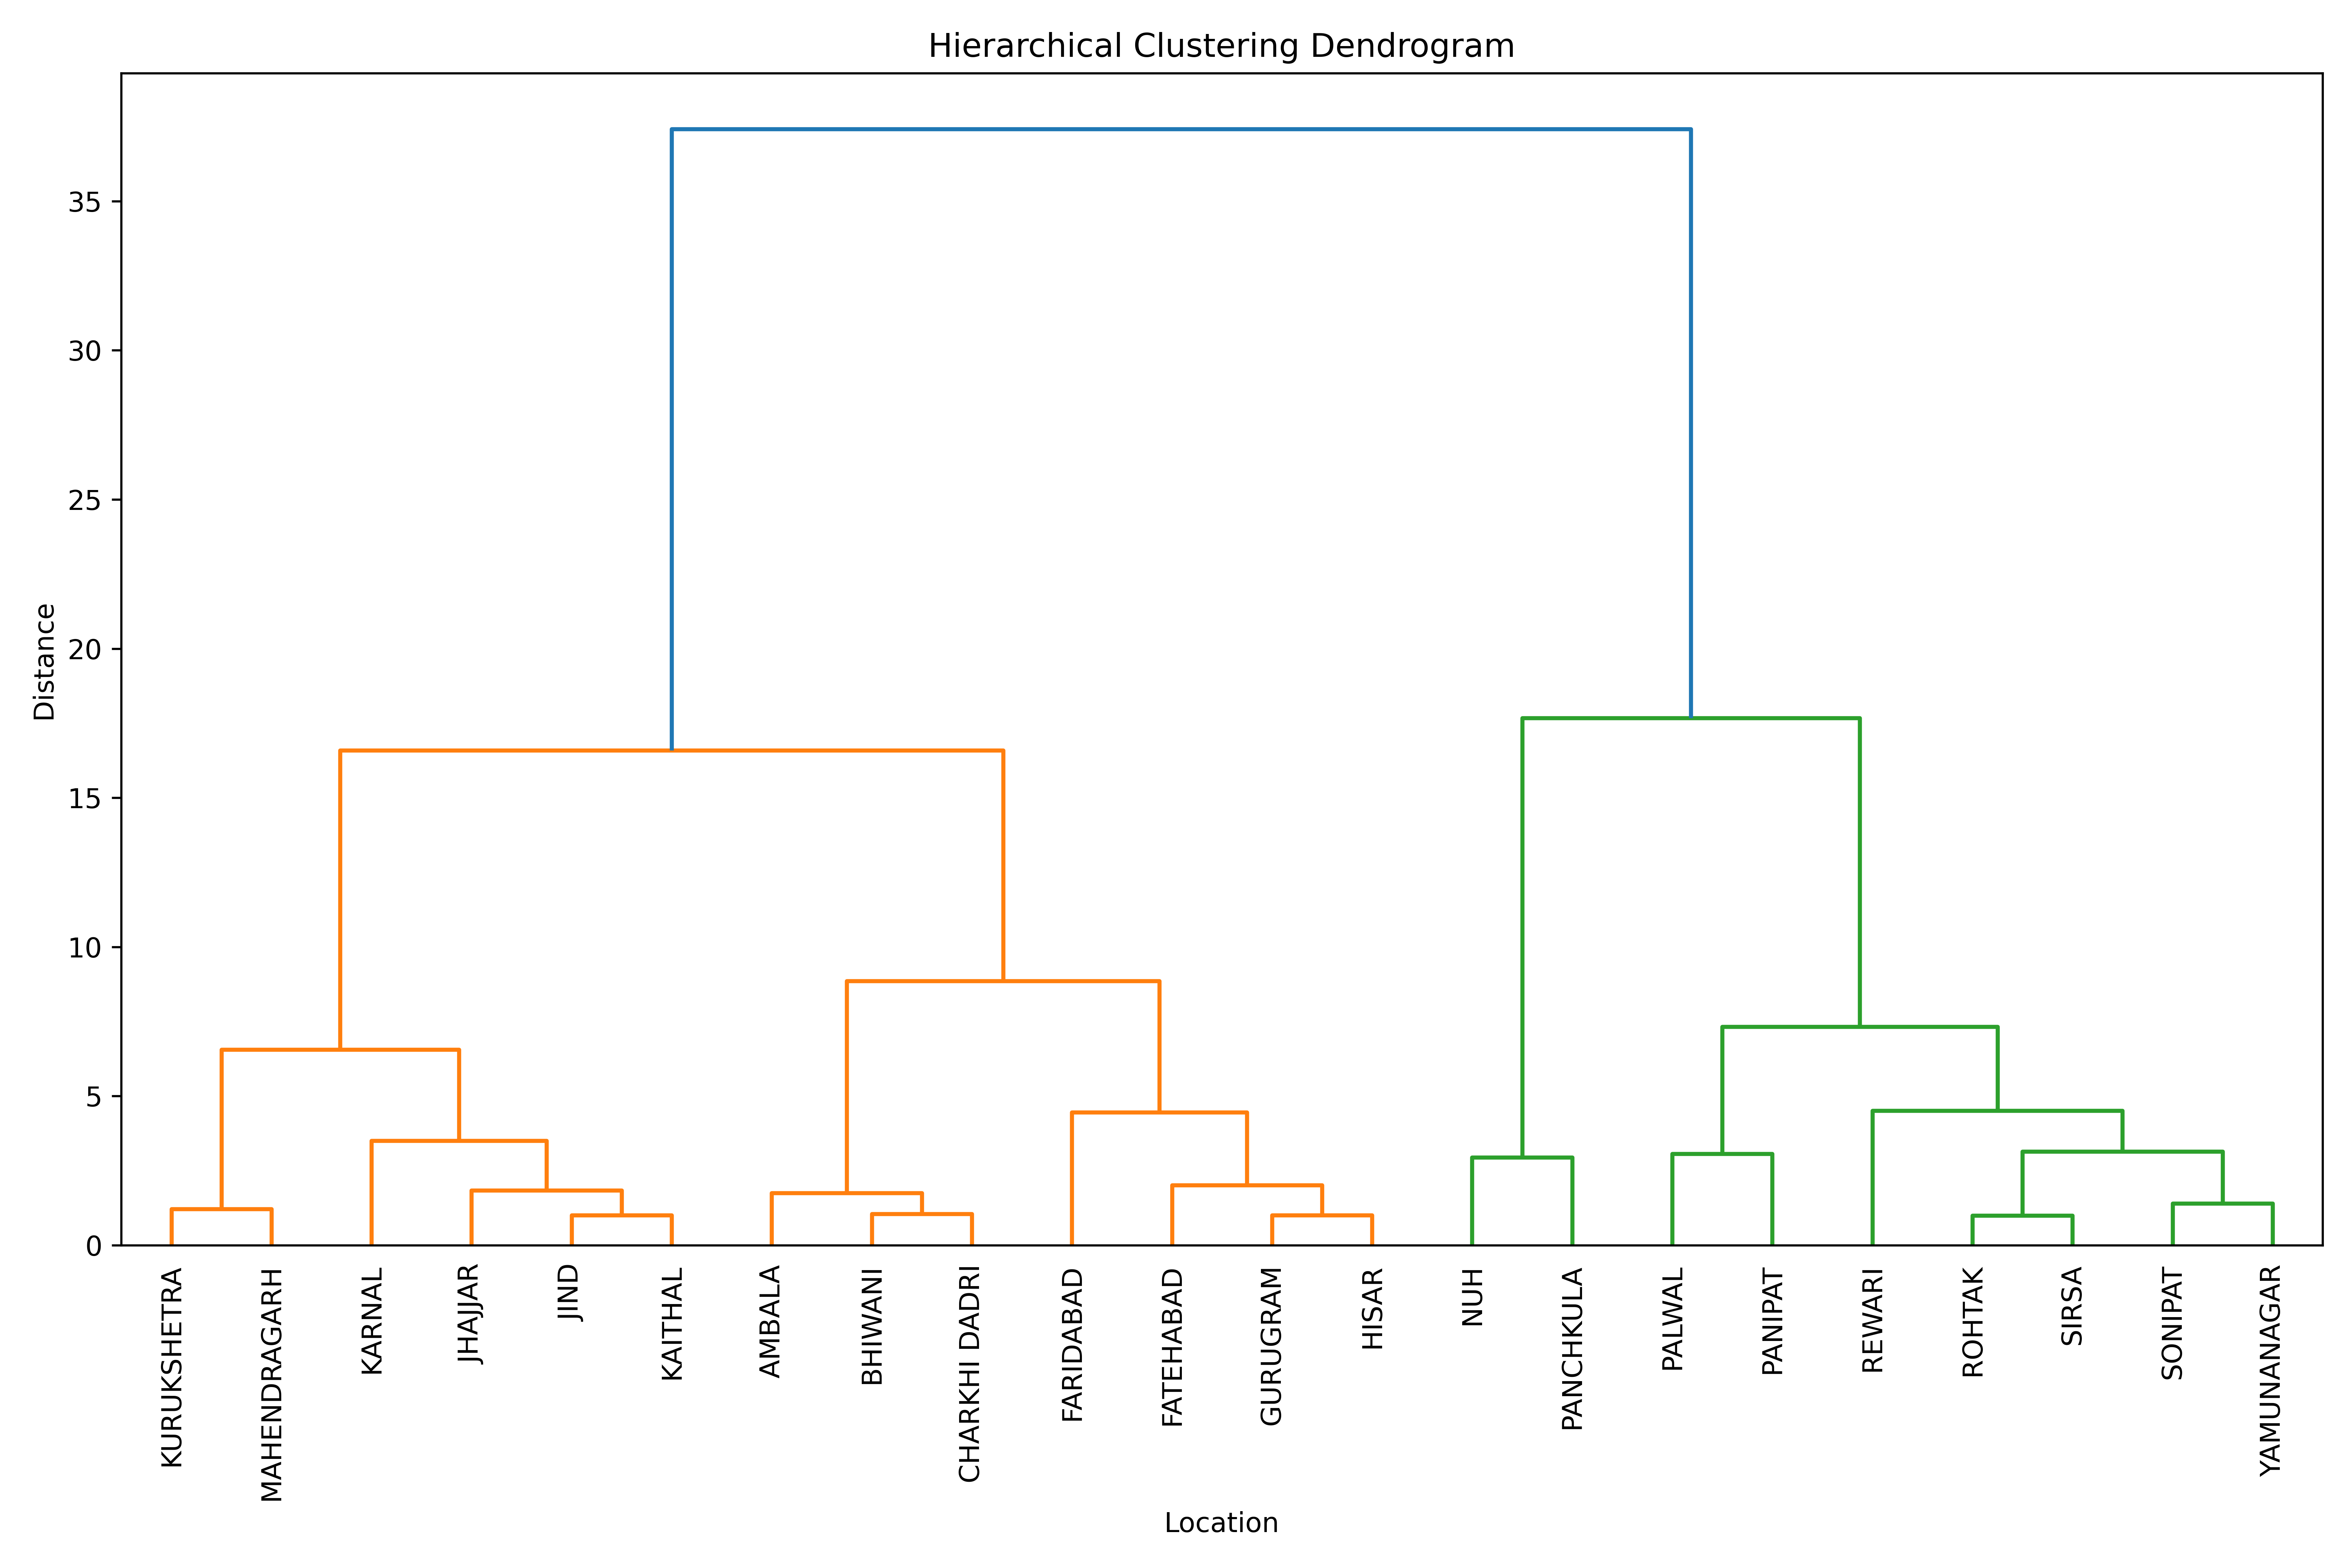 Hierarchical Clustering Dendrogram
Distance
35
30
25
20
15
10
5
0
KURUKSHETRA
MAHENDRAGARH
KARNAL
JHAJJAR
JIND
KAITHAL
AMBALA
BHIWANI
CHARKHI DADRI
FARIDABAD
FATEHABAD
GURUGRAM
HISAR
NUH
PANCHKULA
PALWAL
PANIPAT
REWARI
ROHTAK
SIRSA
SONIPAT
YAMUNANAGAR
Location